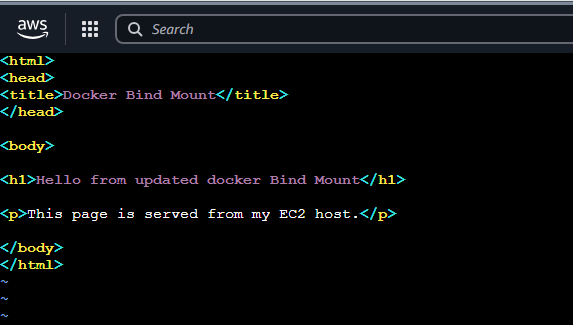 aws
Search
<html>
<head>
<title>Docker Bind Mount</title>
</head>
<body>
<h1>Hello from updated docker Bind Mount</h1>
<p>This page is served from my EC2 host.</p>
</body>
</html>
~
~
~